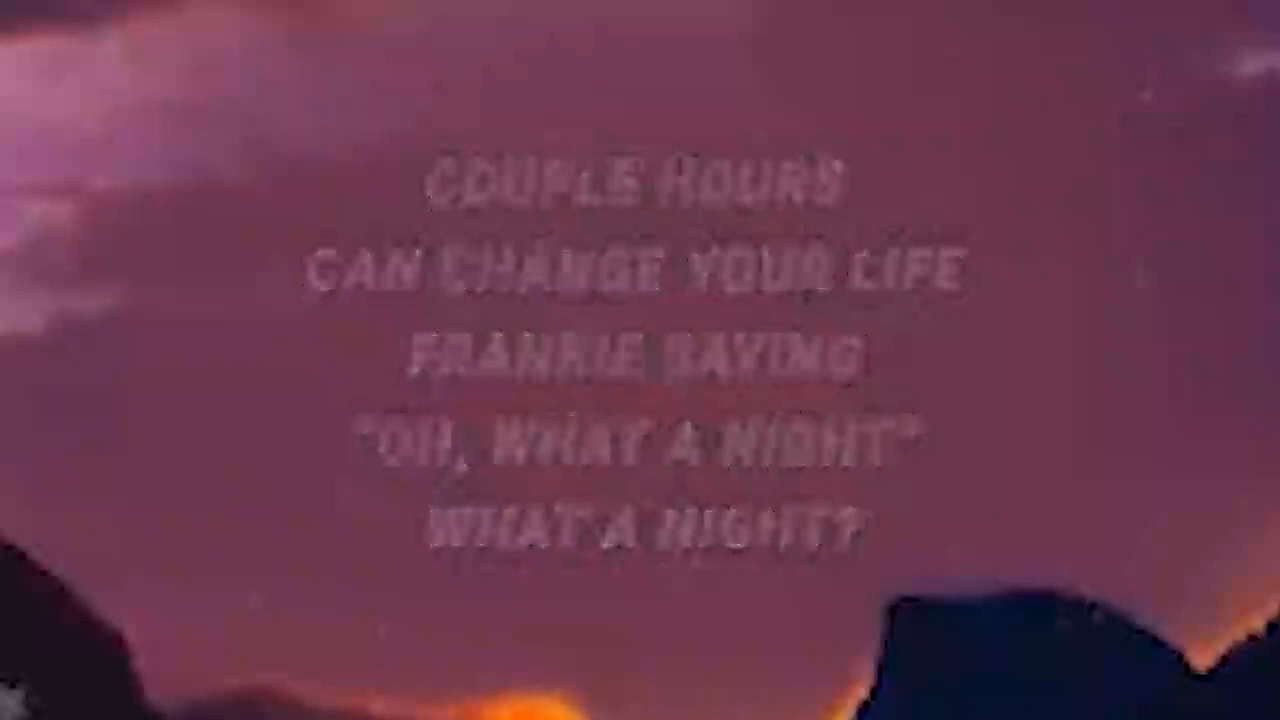 COUPLE HOURS
CAN CHANGE YOUR LIFE
FRANKIE SAYING
"OH, WHAT A NIGHT"
WHAT A NIGHT?